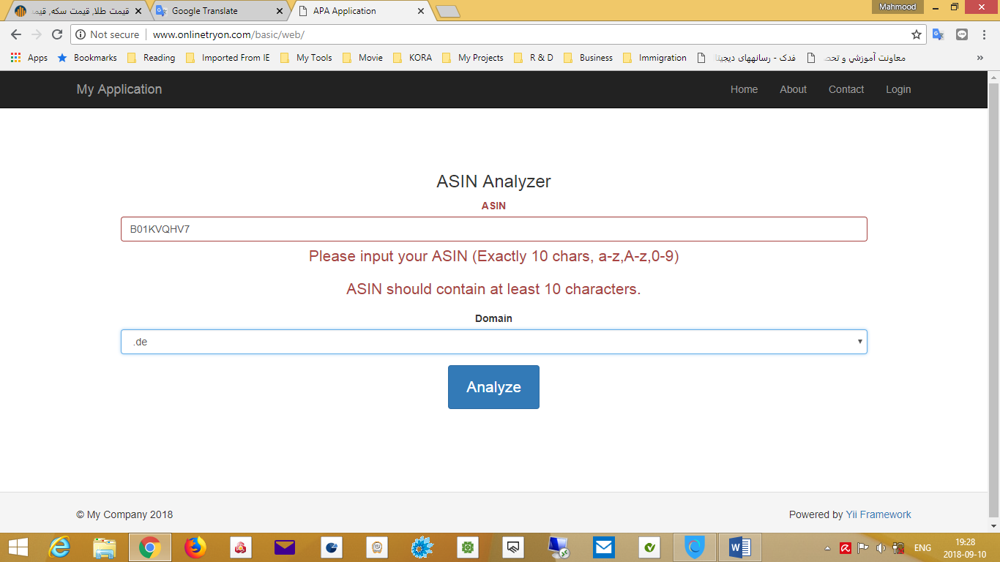 قیمت طلا, قیمت سکه, قیمه
Google Translate
APA Application
Mahmood
Not secure
www.onlinetryon.com/basic/web/
Apps
Bookmarks
Reading
Imported From IE
My Tools
Movie
KORA
My Projects
R & D
Business
Immigration
فدک - رسانههای دیجیتا
معاونت آموزشي و تحص
»
My Application
Home
About
Contact
Login
ASIN Analyzer
ASIN
B01KVQHV7
Please input your ASIN (Exactly 10 chars, a-z,A-z,0-9)
ASIN should contain at least 10 characters.
Domain
.de
Analyze
© My Company 2018
Powered by Yii Framework
ENG
19:28
2018-09-10